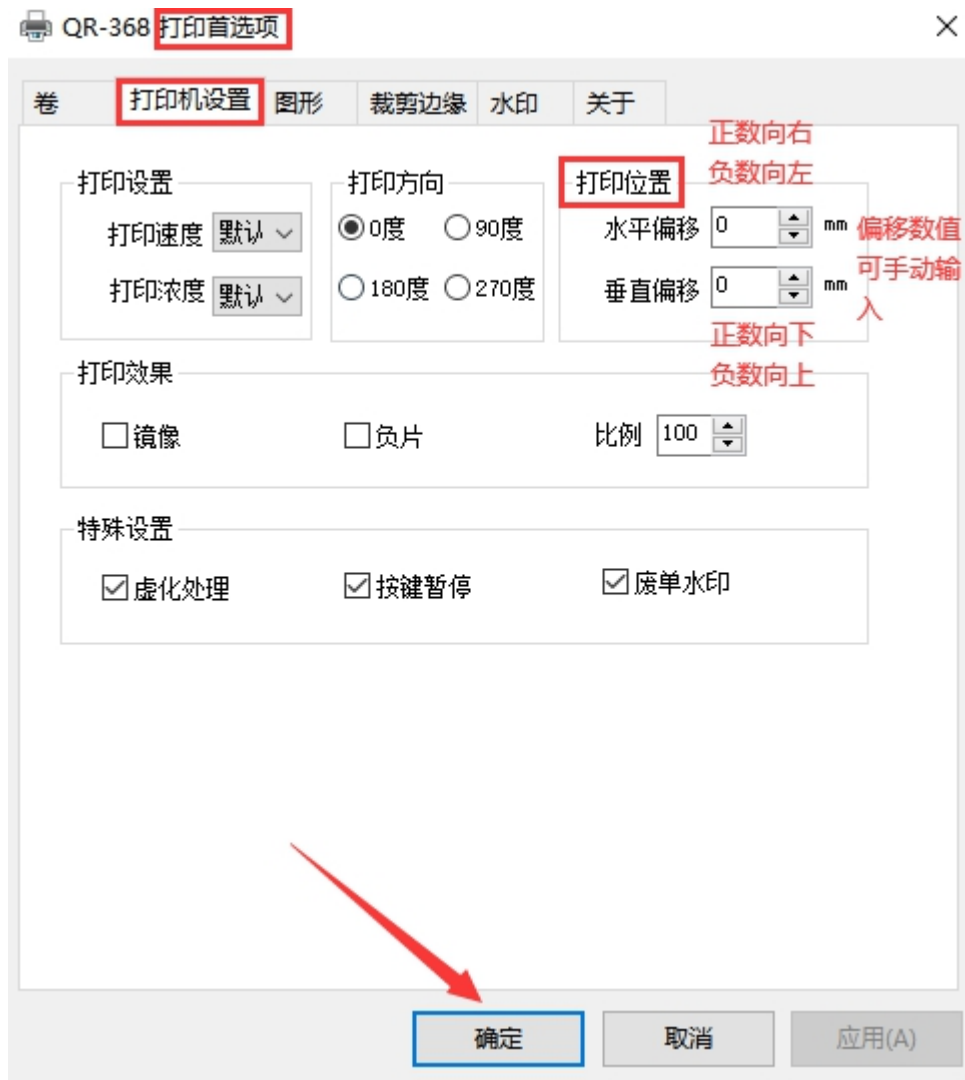 QR-368 打印首选项
卷 打印机设置 图形 裁剪边缘 水印 关于
正数向右
负数向左
打印设置 打印方向 打印位置
打印速度 默认 0度 90度 水平偏移 0 mm
打印浓度 默认 180度 270度 垂直偏移 0 mm
偏移数值
可手动输
入
正数向下
负数向上
打印效果
镜像 负片 比例 100
特殊设置
虚化处理 按键暂停 废单水印
确定 取消 应用(A)